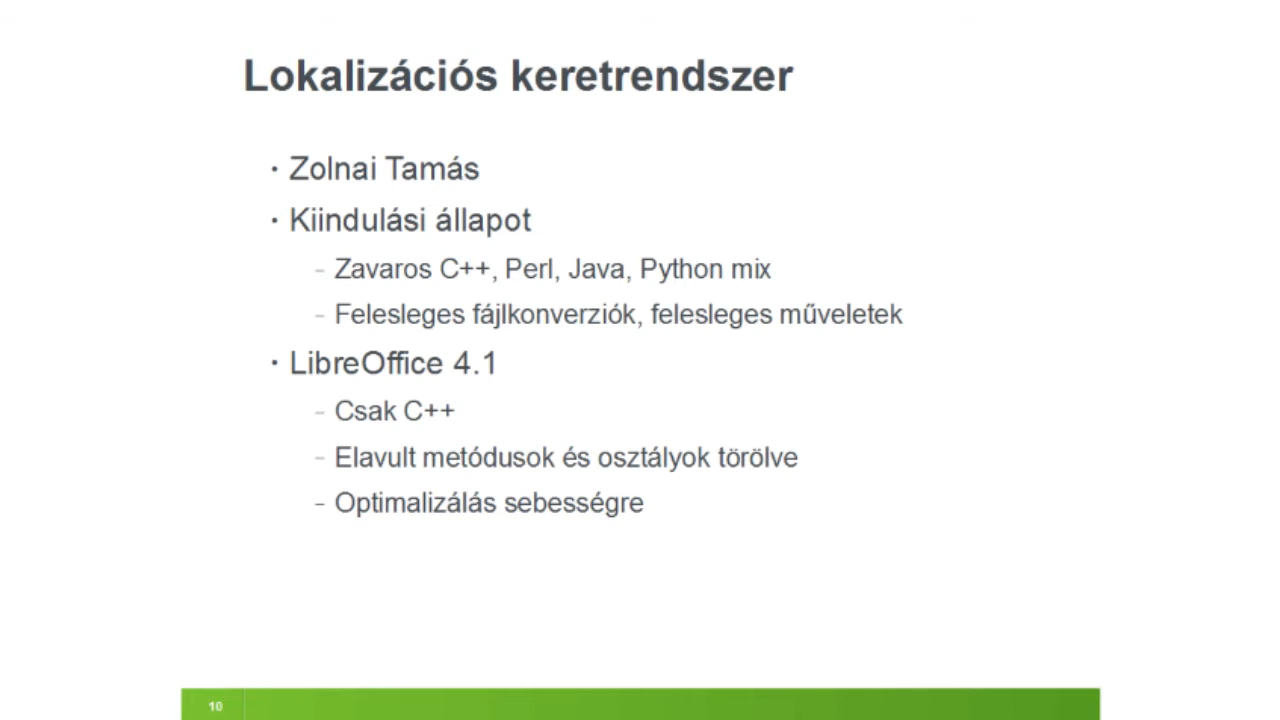 Lokalizációs keretrendszer
· Zolnai Tamás
· Kiindulási állapot
– Zavaros C++, Perl, Java, Python mix
– Felesleges fájlkonverziók, felesleges műveletek
· LibreOffice 4.1
– Csak C++
– Elavult metódusok és osztályok törölve
– Optimalizálás sebességre
10